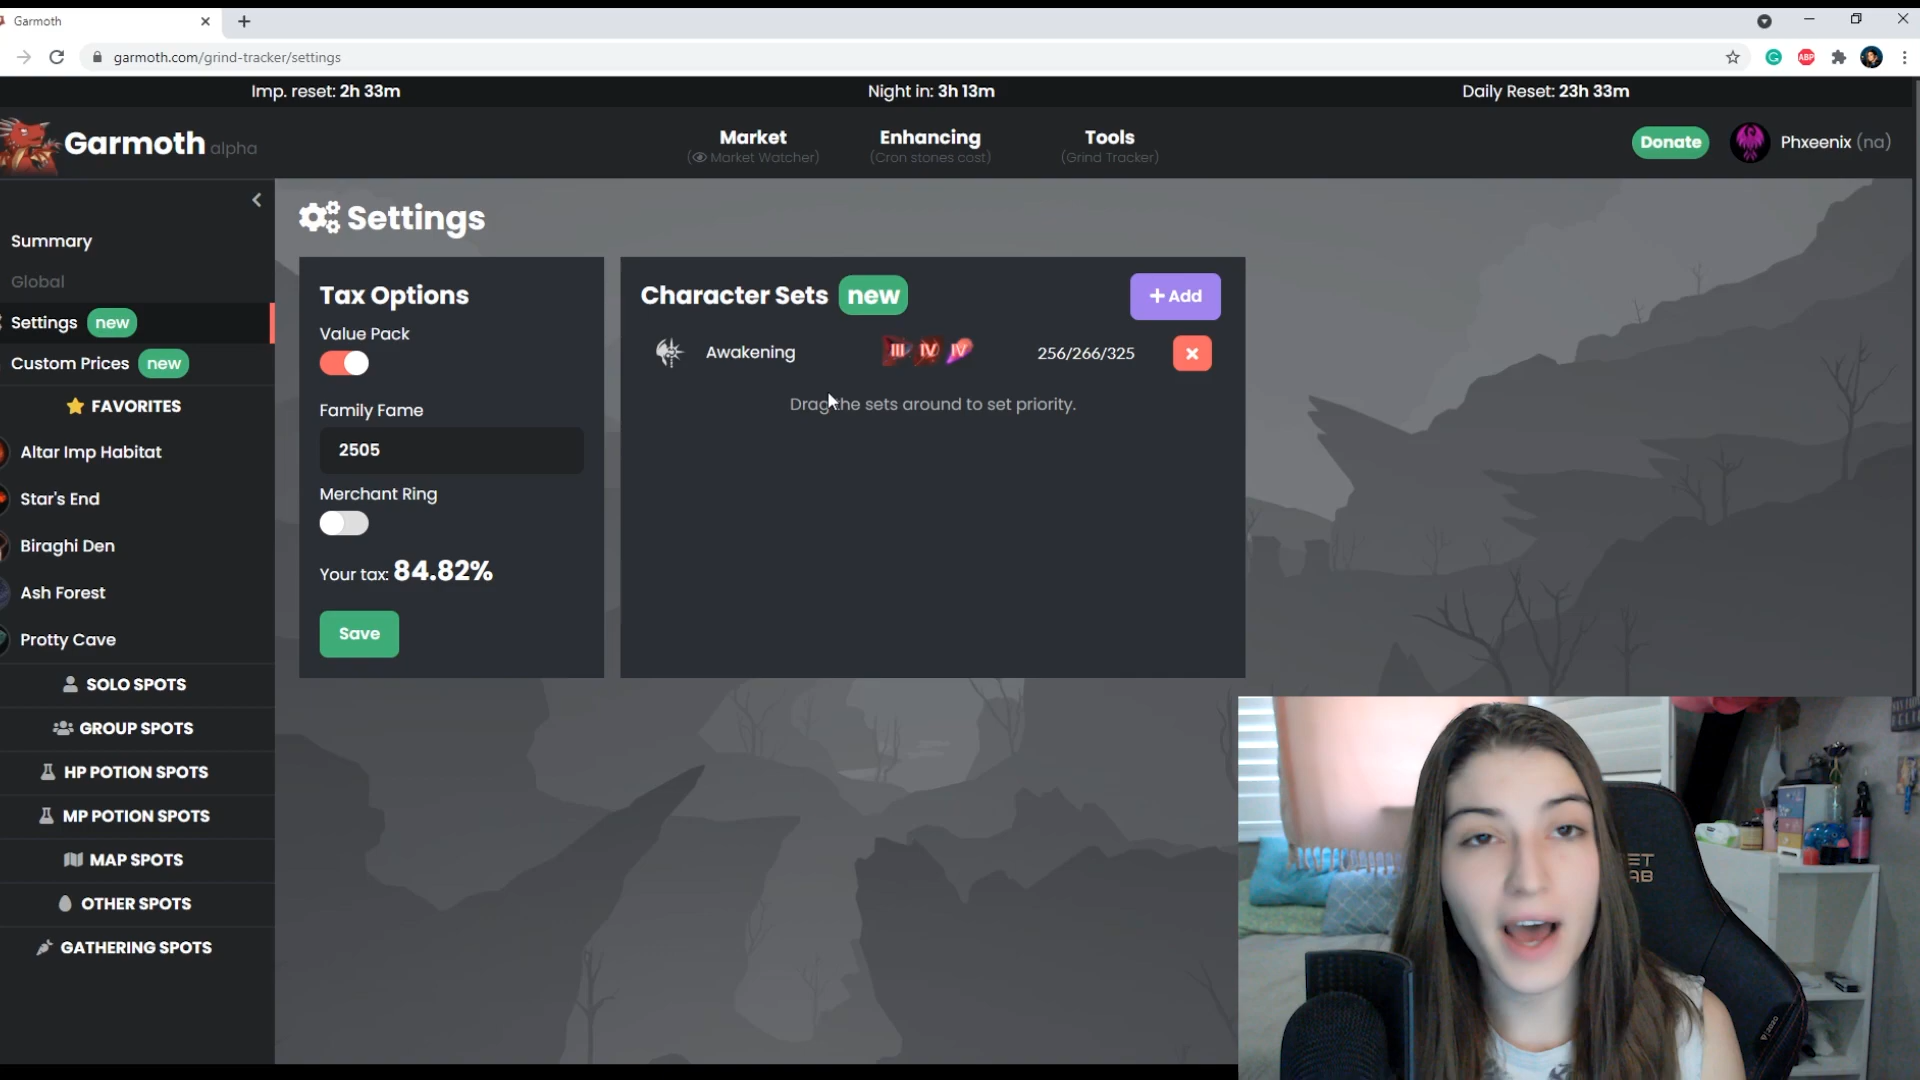 Garmoth
garmoth.com/grind-tracker/settings
ABP
Imp. reset: 2h 33m
Night in: 3h 13m
Daily Reset: 23h 33m
Garmoth alpha
Market
(Market Watcher)
Enhancing
(Cron stones cost)
Tools
(Grind Tracker)
Donate
Phxeenix (na)
Summary
Global
Settings new
Custom Prices new
FAVORITES
Altar Imp Habitat
Star's End
Biraghi Den
Ash Forest
Protty Cave
SOLO SPOTS
GROUP SPOTS
HP POTION SPOTS
MP POTION SPOTS
MAP SPOTS
OTHER SPOTS
GATHERING SPOTS
Settings
Tax Options
Value Pack
Family Fame
2505
Merchant Ring
Your tax: 84.82%
Save
Character Sets new
+ Add
Awakening
III IV IV
256/266/325
Drag the sets around to set priority.